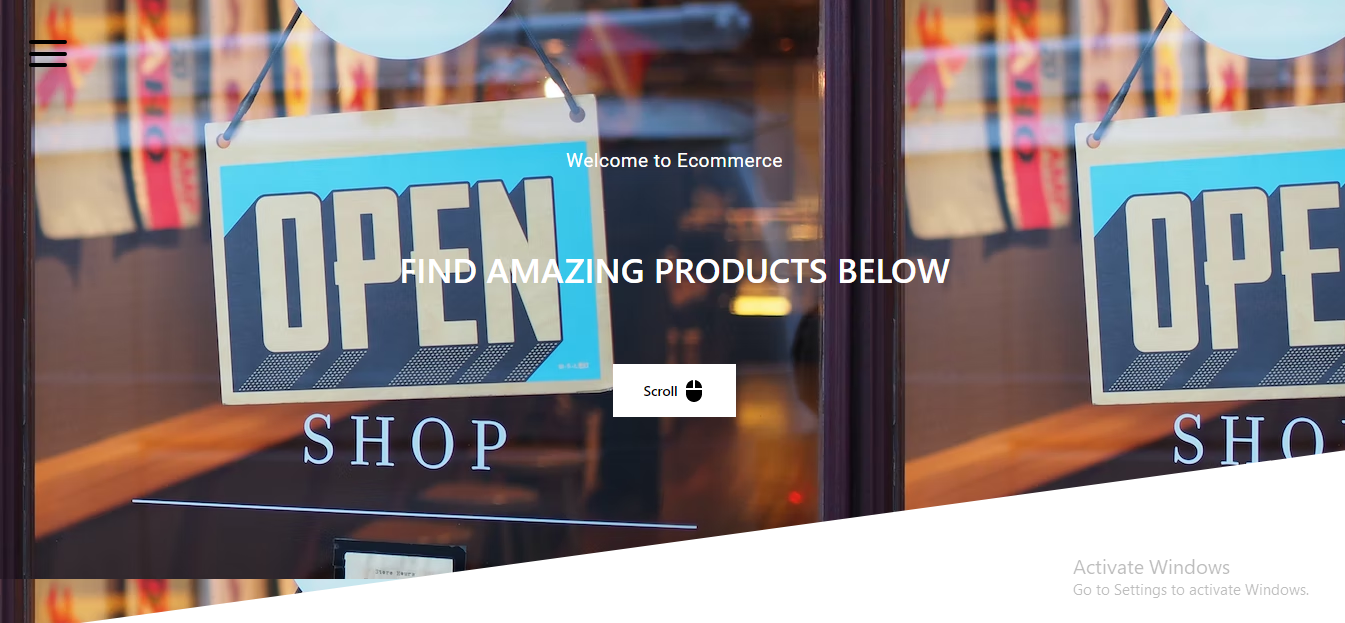 Welcome to Ecommerce
OPEN
FIND AMAZING PRODUCTS BELOW
OPE
Scroll
SHOP
SHO
Activate Windows
Go to Settings to activate Windows.